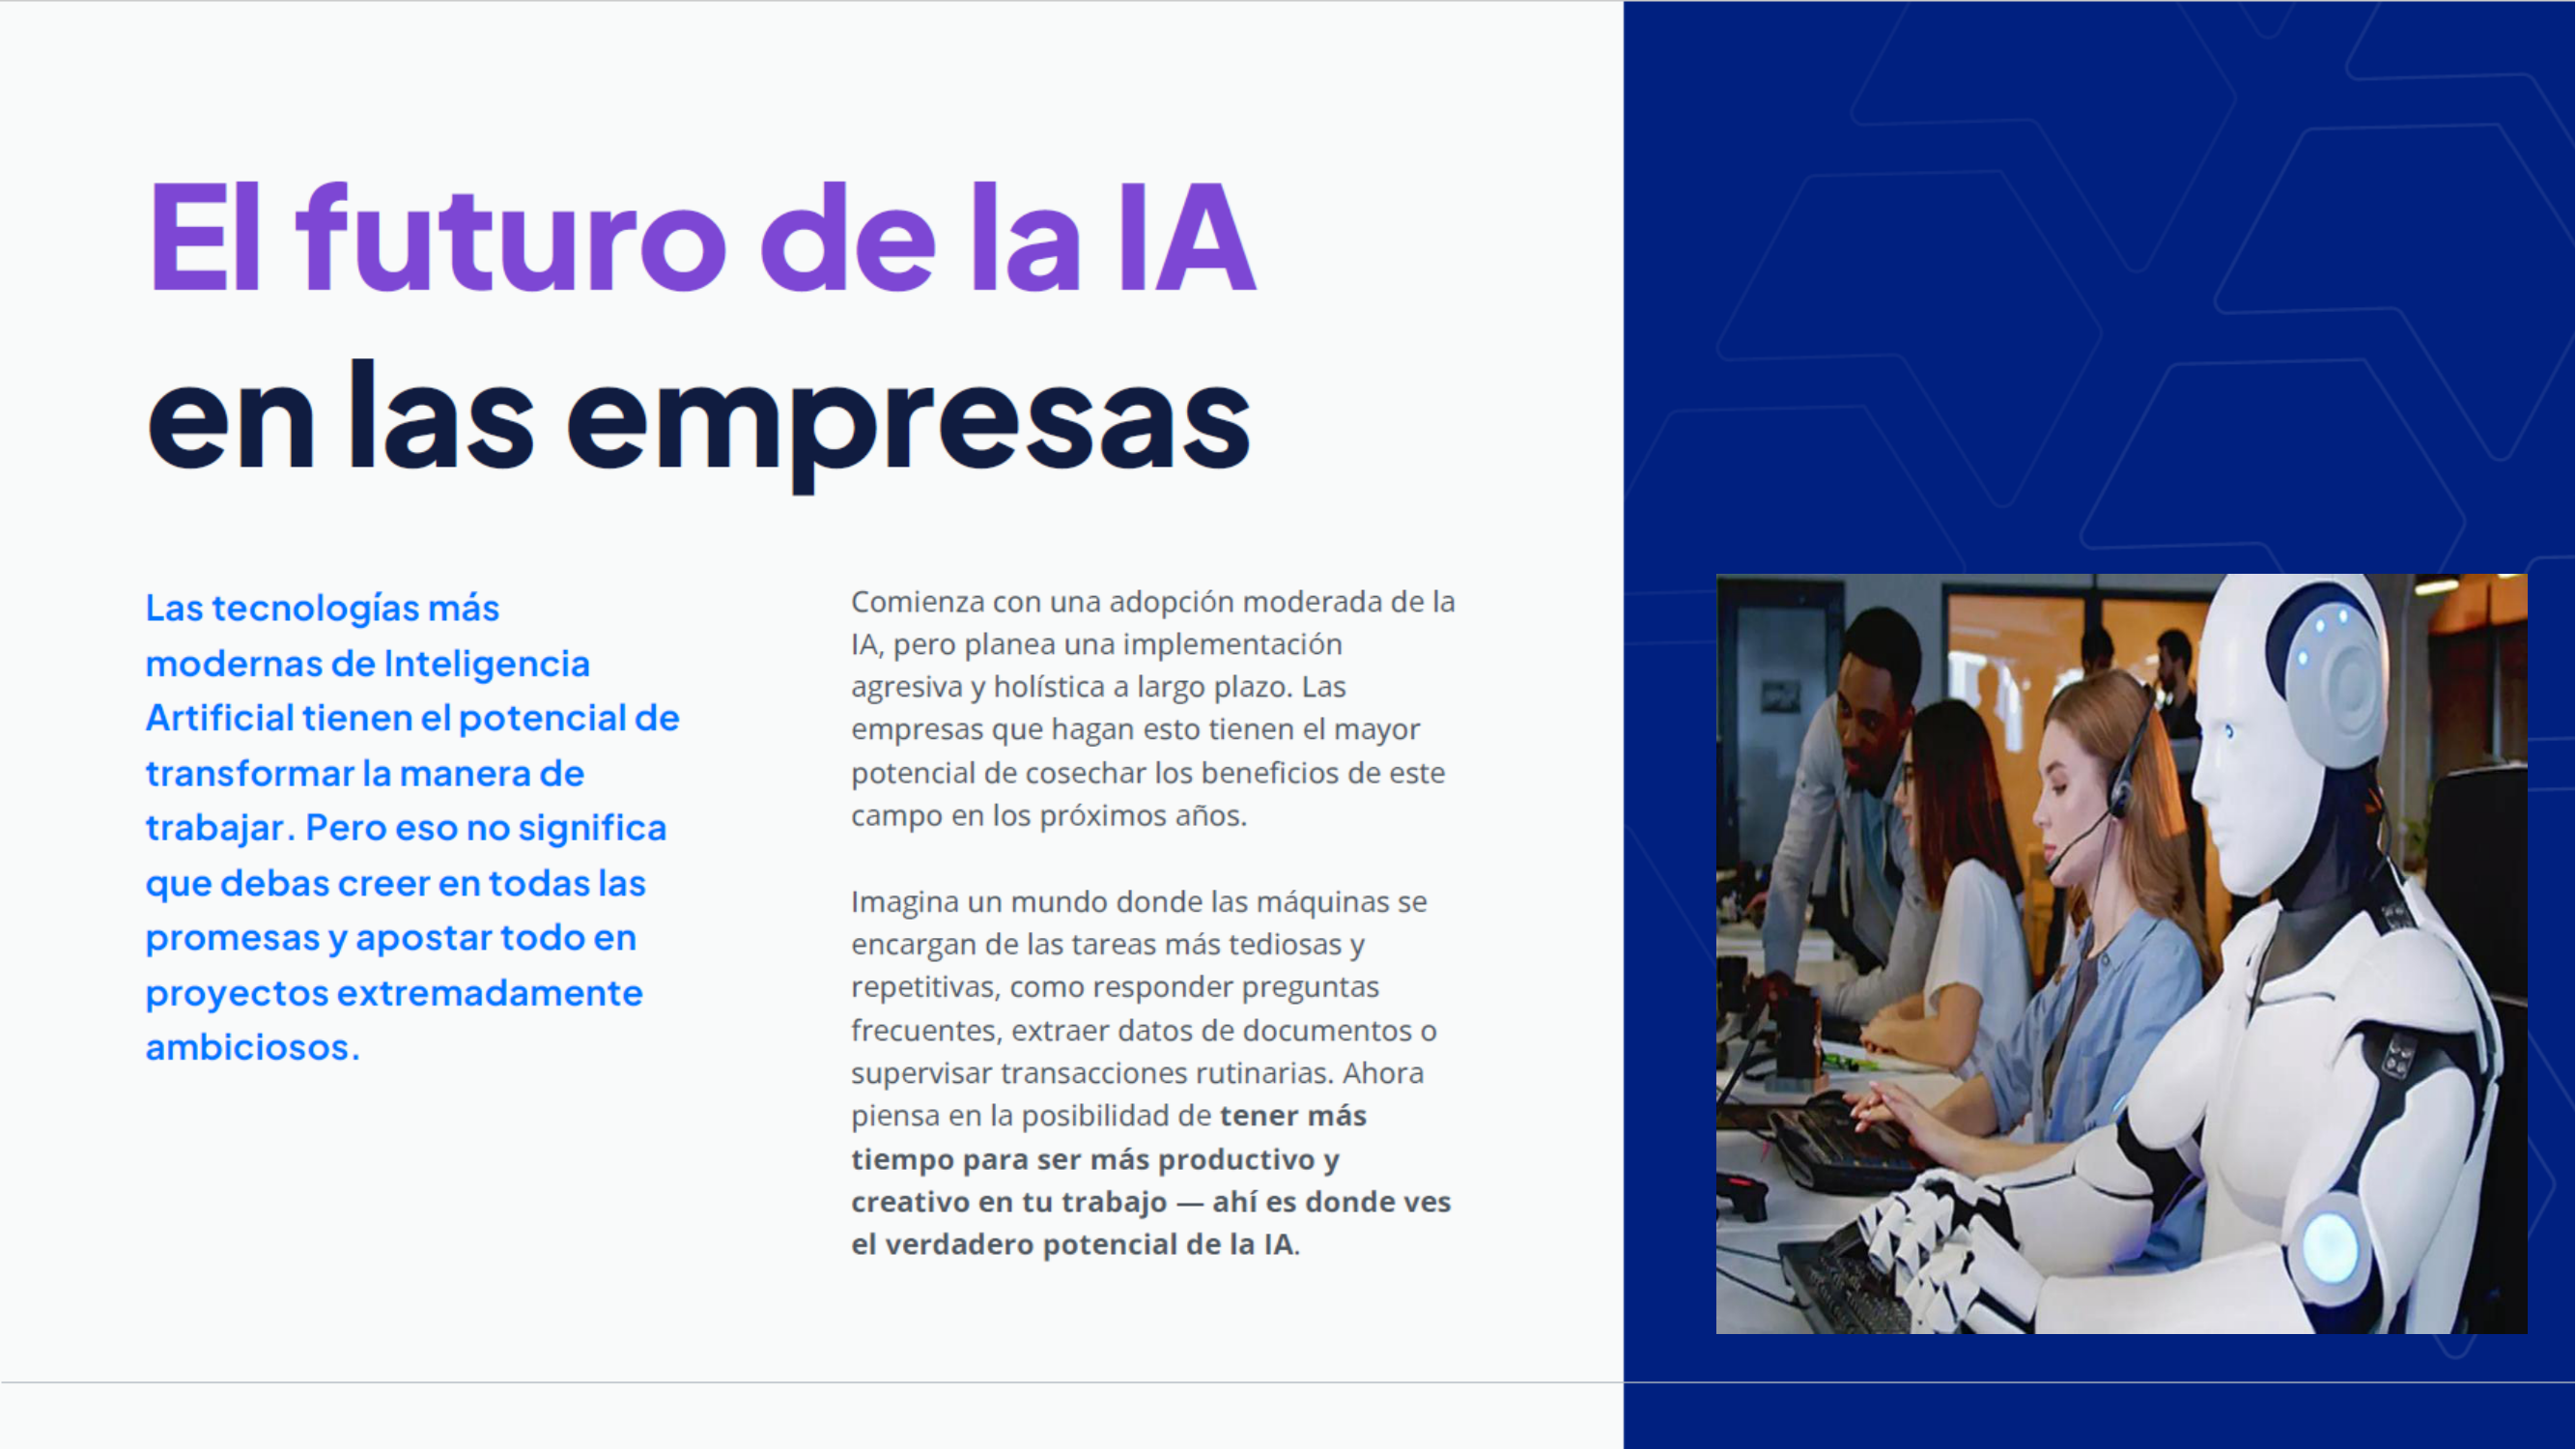 El futuro de la IA
en las empresas
Las tecnologías más
modernas de Inteligencia
Artificial tienen el potencial de
transformar la manera de
trabajar. Pero eso no significa
que debas creer en todas las
promesas y apostar todo en
proyectos extremadamente
ambiciosos.
Comienza con una adopción moderada de la
IA, pero planea una implementación
agresiva y holística a largo plazo. Las
empresas que hagan esto tienen el mayor
potencial de cosechar los beneficios de este
campo en los próximos años.
Imagina un mundo donde las máquinas se
encargan de las tareas más tediosas y
repetitivas, como responder preguntas
frecuentes, extraer datos de documentos o
supervisar transacciones rutinarias. Ahora
piensa en la posibilidad de tener más
tiempo para ser más productivo y
creativo en tu trabajo — ahí es donde ves
el verdadero potencial de la IA.